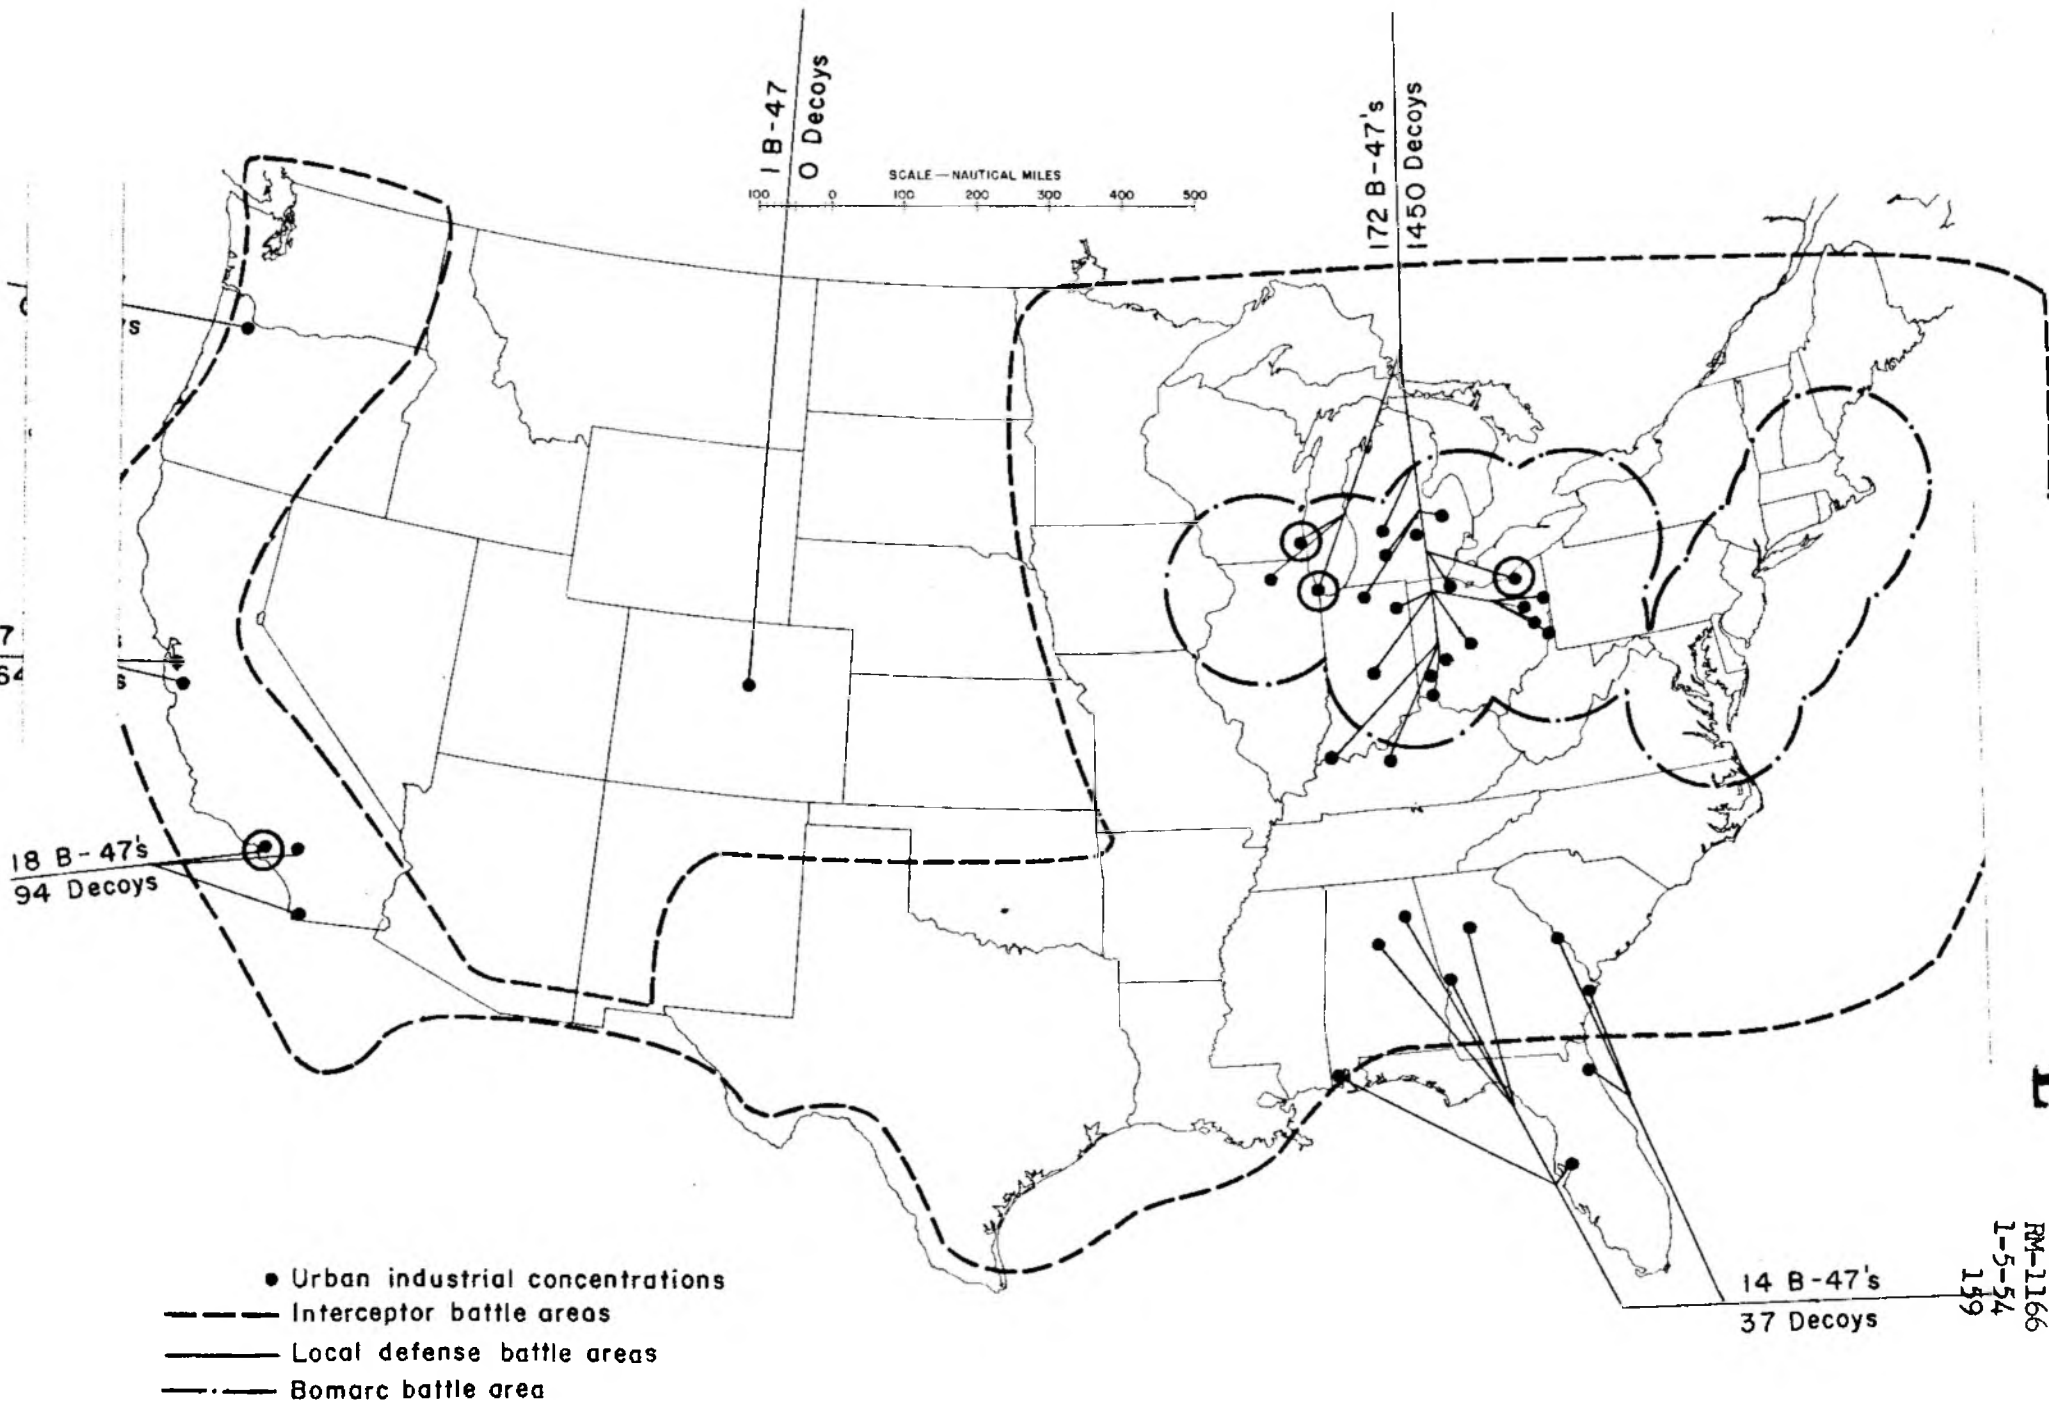 1 B-47
0 Decoys
SCALE — NAUTICAL MILES
100 0 100 200 300 400 500
172 B-47's
1450 Decoys
18 B-47's
94 Decoys
14 B-47's
37 Decoys
Urban industrial concentrations
Interceptor battle areas
Local defense battle areas
Bomarc battle area
RM-1166
1-5-54
159